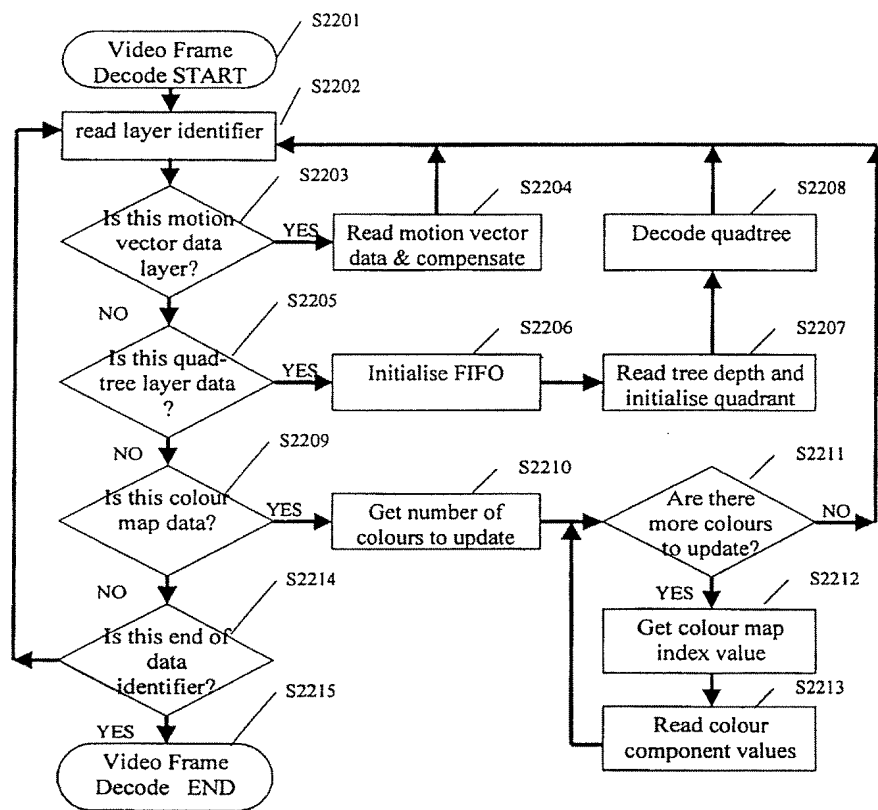 S2201
Video Frame
Decode START
S2202
read layer identifier
S2203
Is this motion
vector data
layer?
YES
S2204
Read motion vector
data & compensate
S2208
Decode quadtree
NO
S2205
Is this quad-
tree layer data
?
YES
S2206
Initialise FIFO
S2207
Read tree depth and
initialise quadrant
NO
S2209
Is this colour
map data?
YES
S2210
Get number of
colours to update
S2211
Are there
more colours
to update?
NO
YES
S2212
Get colour map
index value
S2213
Read colour
component values
NO
S2214
Is this end of
data
identifier?
YES
S2215
Video Frame
Decode END